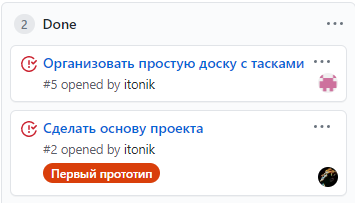 2 Done
Организовать простую доску с тасками
#5 opened by itonik
Сделать основу проекта
#2 opened by itonik
Первый прототип